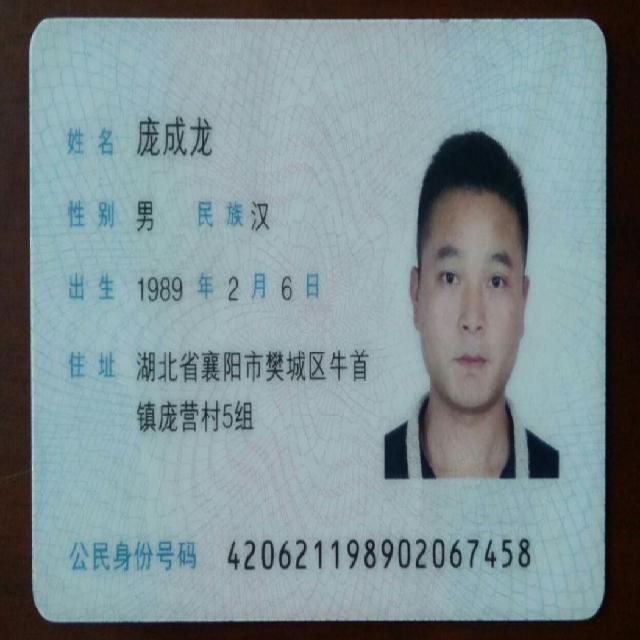 姓名 庞成龙
性别 男 民族 汉
出生 1989 年 2 月 6 日
住址 湖北省襄阳市樊城区牛首
镇庞营村5组
公民身份号码 420621198902067458